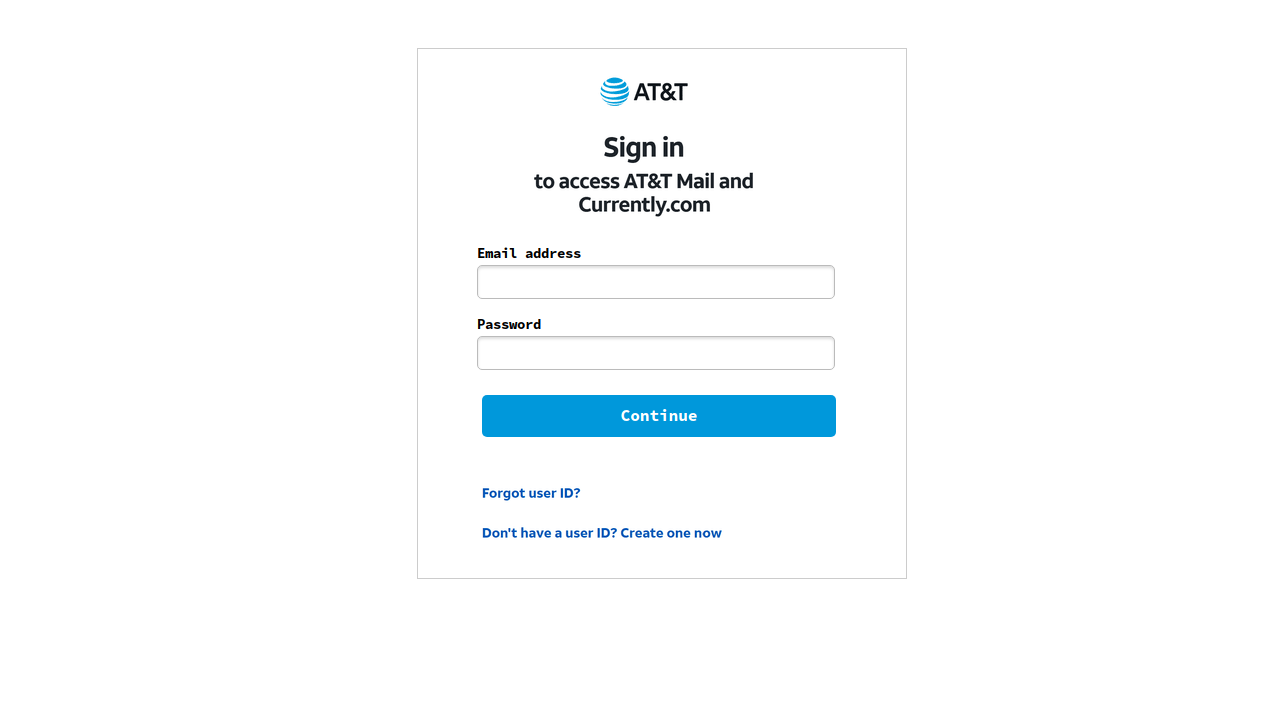 AT&T
Sign in
to access AT&T Mail and
Currently.com
Email address
Password
Continue
Forgot user ID?
Don't have a user ID? Create one now